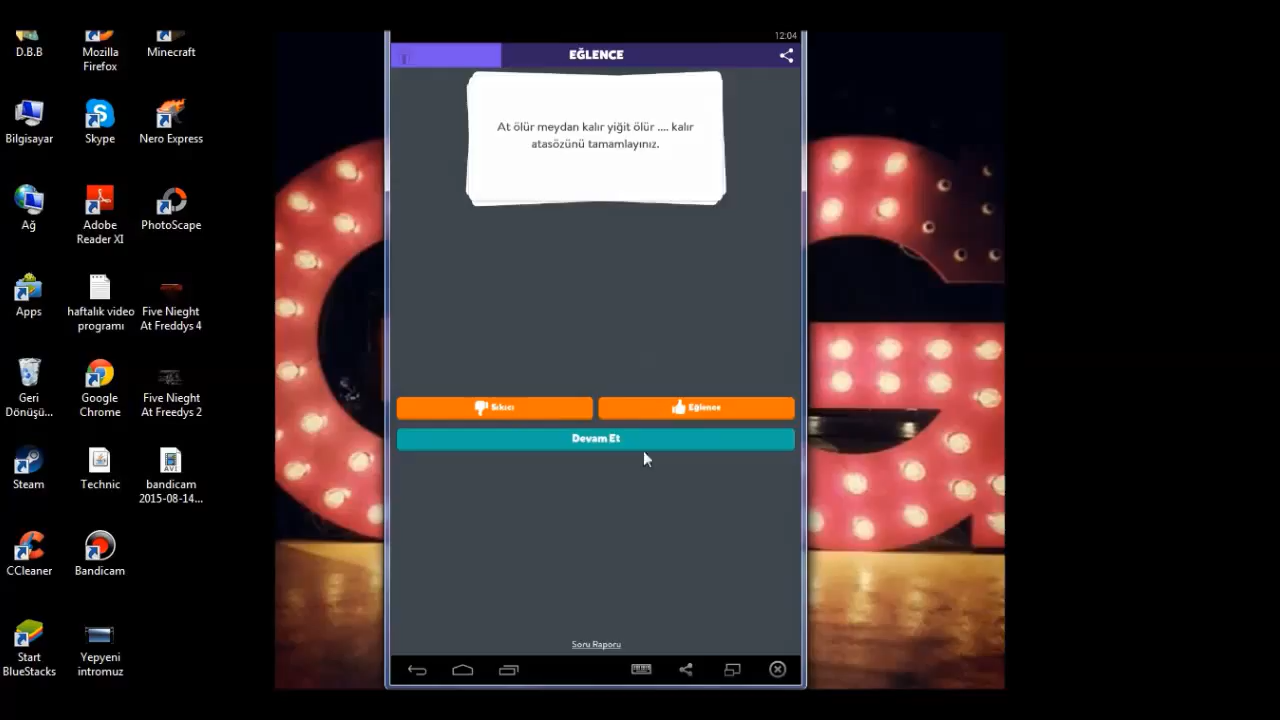 D.B.B
Mozilla
Firefox
Minecraft
Bilgisayar
Skype
Nero Express
Ağ
Adobe
Reader XI
PhotoScape
Apps
haftalık video
programı
Five Nieght
At Freddys 4
Geri
Dönüşü...
Google
Chrome
Five Nieght
At Freedys 2
Steam
Technic
bandicam
2015-08-14...
CCleaner
Bandicam
Start
BlueStacks
Yepyeni
intromuz
12:04
EĞLENCE
At ölür meydan kalır yiğit ölür .... kalır
atasözünü tamamlayınız.
Sıkıcı
Eğlence
Devam Et
Soru Raporu